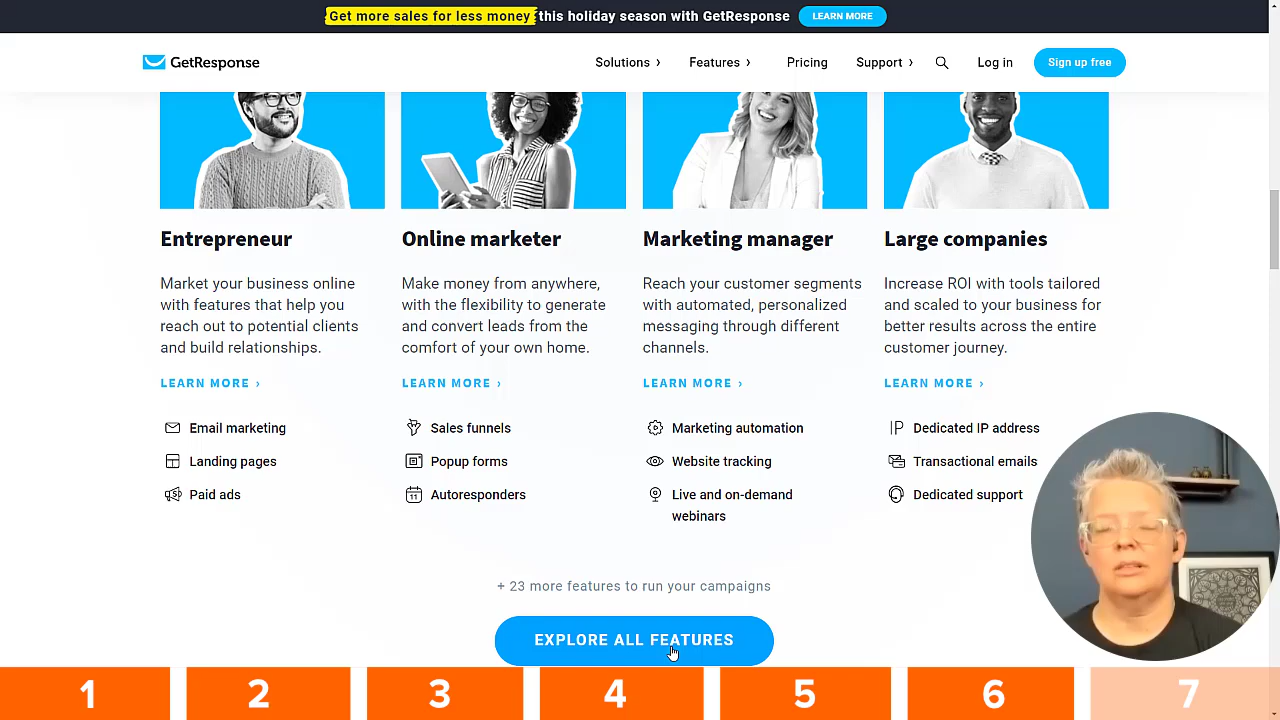 Get more sales for less money this holiday season with GetResponse LEARN MORE
GetResponse Solutions › Features › Pricing Support › Log in Sign up free
Entrepreneur
Market your business online
with features that help you
reach out to potential clients
and build relationships.
LEARN MORE ›
Email marketing
Landing pages
Paid ads
Online marketer
Make money from anywhere,
with the flexibility to generate
and convert leads from the
comfort of your own home.
LEARN MORE ›
Sales funnels
Popup forms
Autoresponders
Marketing manager
Reach your customer segments
with automated, personalized
messaging through different
channels.
LEARN MORE ›
Marketing automation
Website tracking
Live and on-demand
webinars
Large companies
Increase ROI with tools tailored
and scaled to your business for
better results across the entire
customer journey.
LEARN MORE ›
Dedicated IP address
Transactional emails
Dedicated support
+ 23 more features to run your campaigns
EXPLORE ALL FEATURES
1 2 3 4 5 6 7